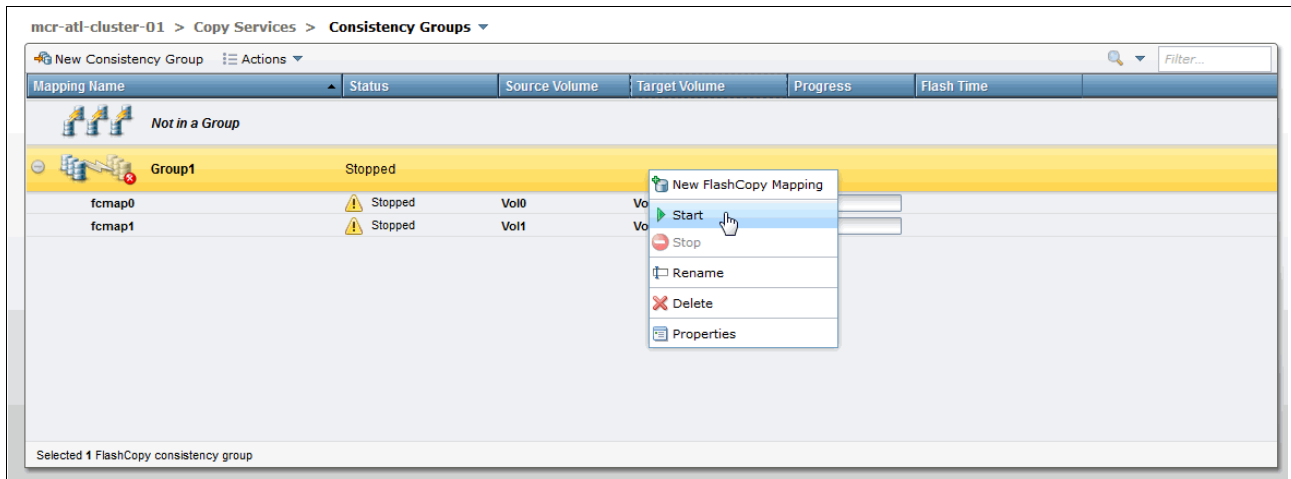 mcr-atl-cluster-01 > Copy Services > Consistency Groups
New Consistency Group Actions Filter...
Mapping Name Status Source Volume Target Volume Progress Flash Time
Not in a Group
Group1 Stopped
New FlashCopy Mapping
fcmap0 Stopped Vol0 Vo
Start
fcmap1 Stopped Vol1 Vo
Stop
Rename
Delete
Properties
Selected 1 FlashCopy consistency group